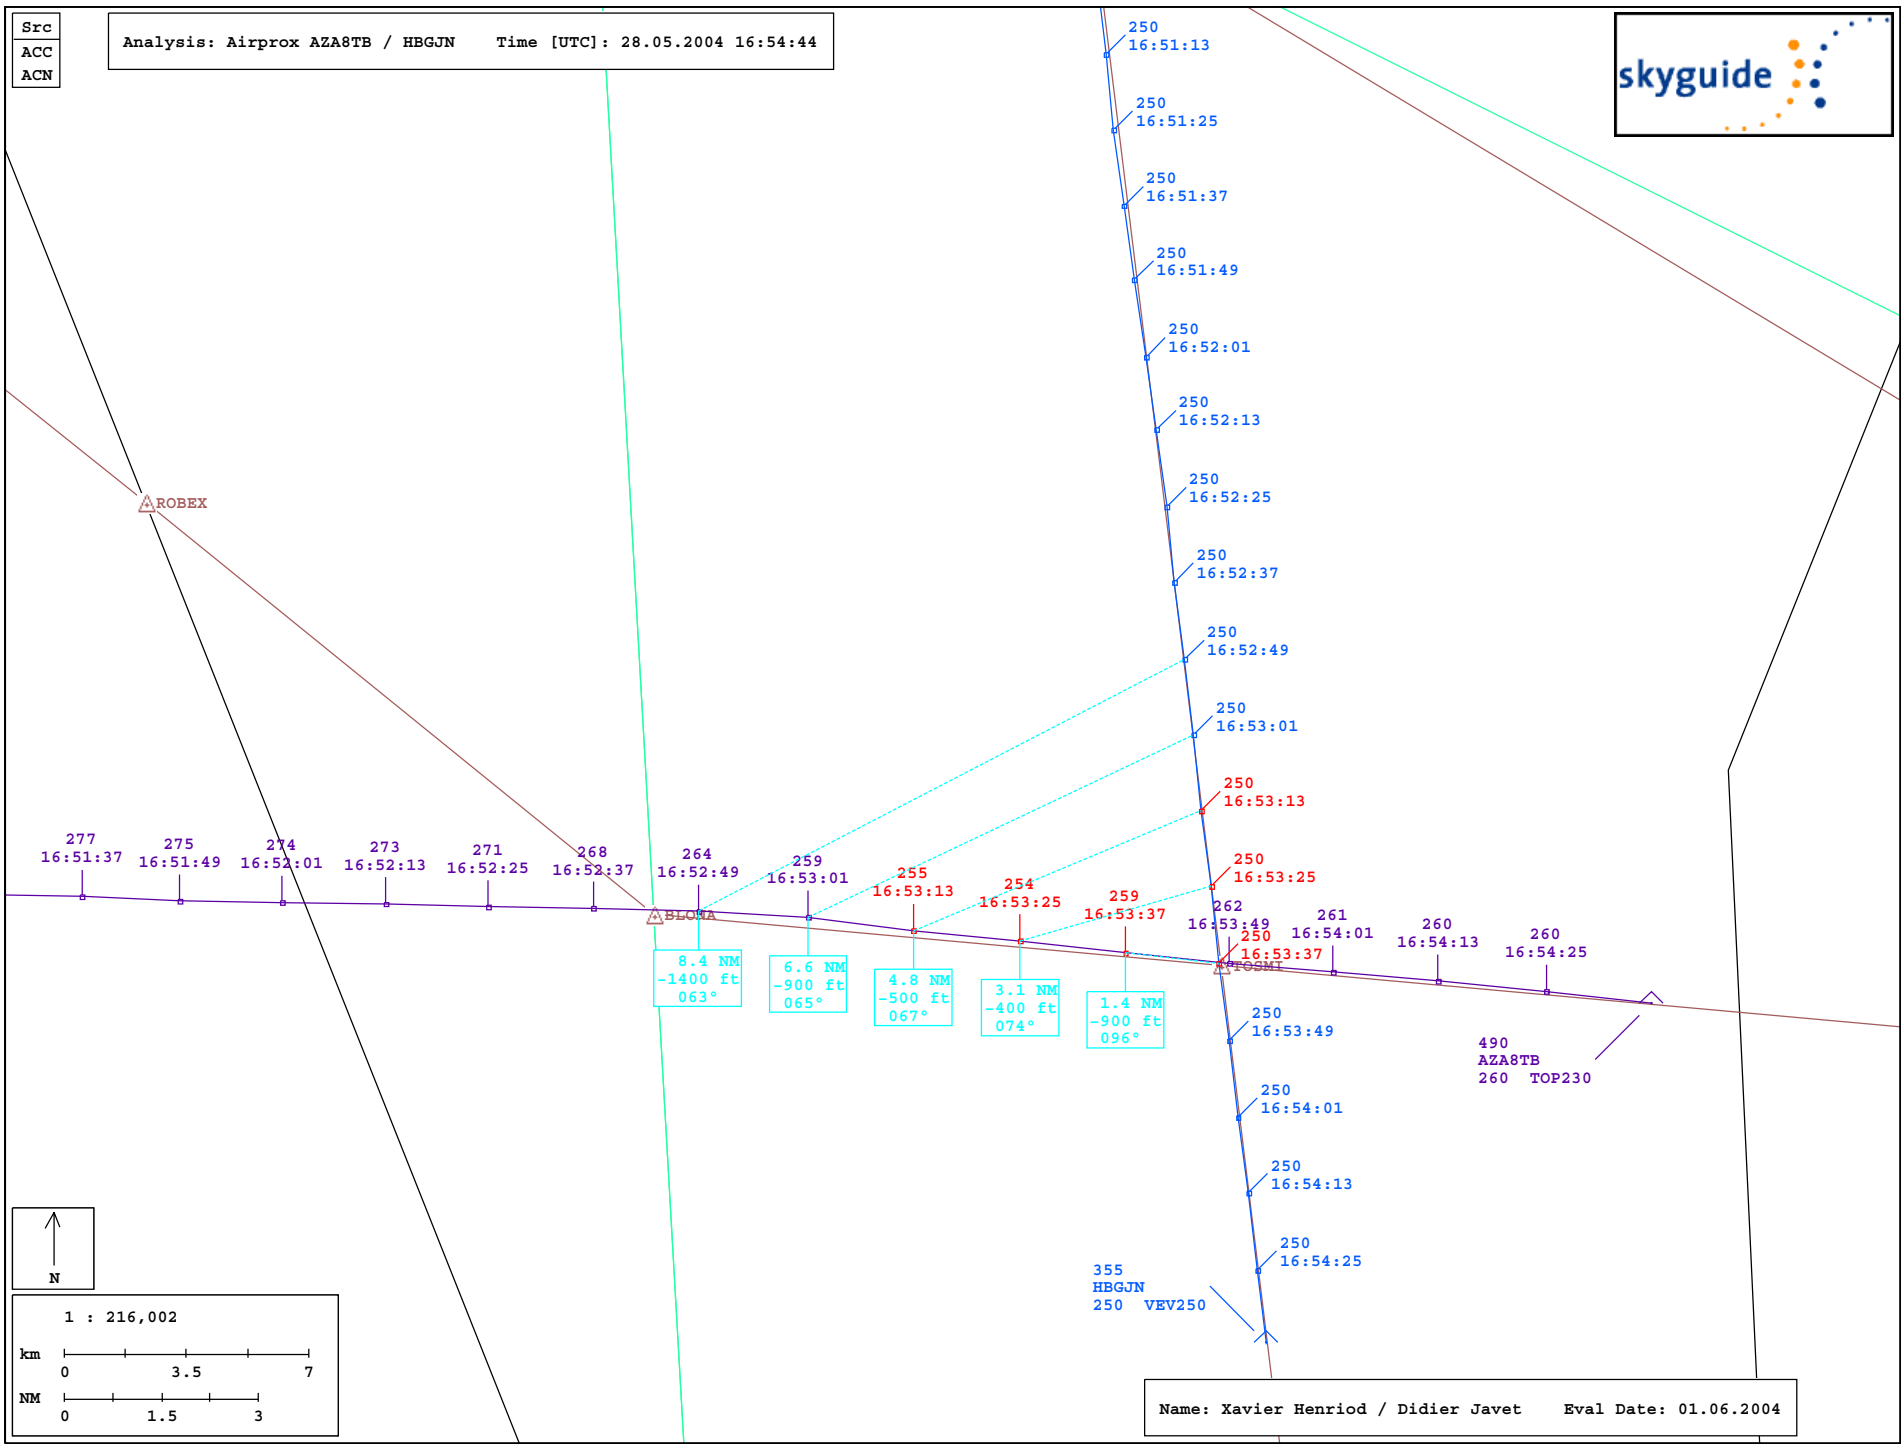 Src
ACC
ACN
Analysis: Airprox AZA8TB / HBGJN    Time [UTC]: 28.05.2004 16:54:44
skyguide
250
16:51:13
250
16:51:25
250
16:51:37
250
16:51:49
250
16:52:01
250
16:52:13
250
16:52:25
250
16:52:37
250
16:52:49
250
16:53:01
250
16:53:13
250
16:53:25
250
16:53:37
250
16:53:49
250
16:54:01
250
16:54:13
250
16:54:25
355
HBGJN
250  VEV250
ROBEX
277
16:51:37
275
16:51:49
274
16:52:01
273
16:52:13
271
16:52:25
268
16:52:37
264
16:52:49
259
16:53:01
255
16:53:13
254
16:53:25
259
16:53:37
262
16:53:49
261
16:54:01
260
16:54:13
260
16:54:25
BLONA
TOSMI
8.4 NM
-1400 ft
063°
6.6 NM
-900 ft
065°
4.8 NM
-500 ft
067°
3.1 NM
-400 ft
074°
1.4 NM
-900 ft
096°
490
AZA8TB
260  TOP230
N
1 : 216,002
km
0 3.5 7
NM
0 1.5 3
Name: Xavier Henriod / Didier Javet    Eval Date: 01.06.2004